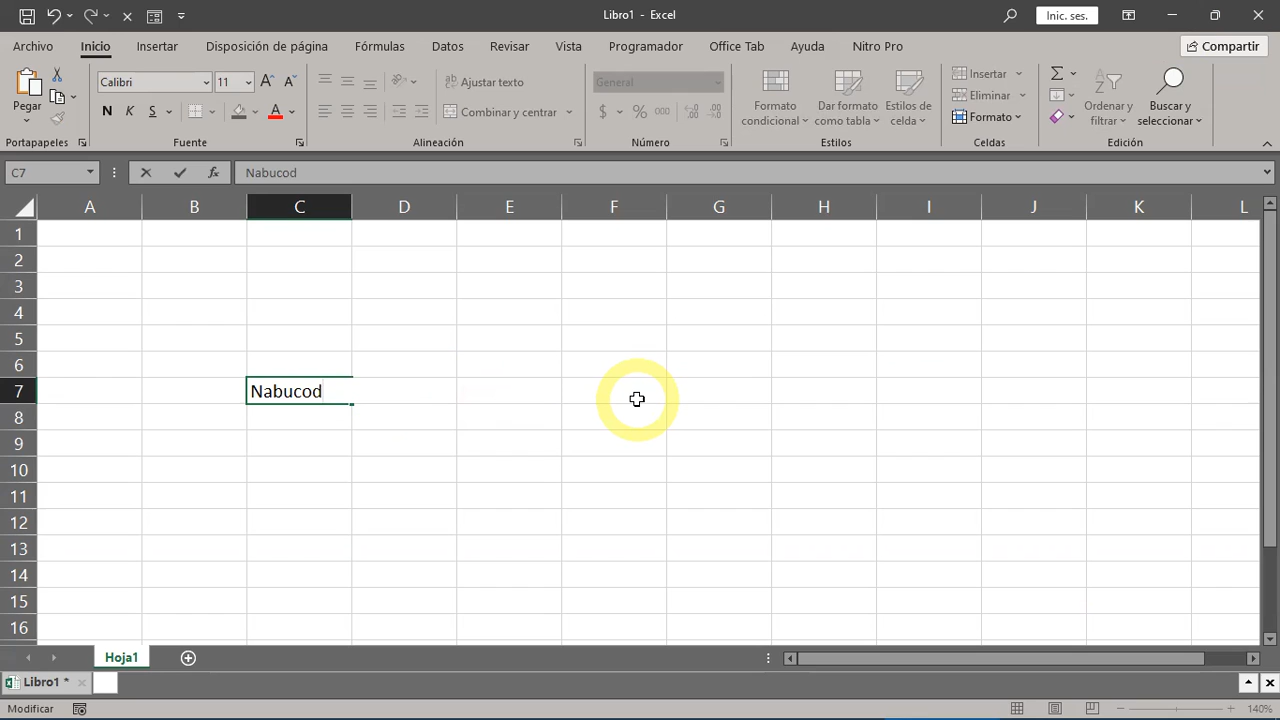 Libro1 - Excel
Inic. ses.
Archivo Inicio Insertar Disposición de página Fórmulas Datos Revisar Vista Programador Office Tab Ayuda Nitro Pro Compartir
Pegar
Portapapeles
Calibri 11
N K S
Fuente
Ajustar texto
Combinar y centrar
Alineación
General
$ % 000
Número
Formato condicional
Dar formato como tabla
Estilos de celda
Estilos
Insertar
Eliminar
Formato
Celdas
Ordenar y filtrar
Buscar y seleccionar
Edición
C7 fx Nabucod
A B C D E F G H I J K L
1
2
3
4
5
6
7 Nabucod
8
9
10
11
12
13
14
15
16
Hoja1
Libro1 *
Modificar 140%